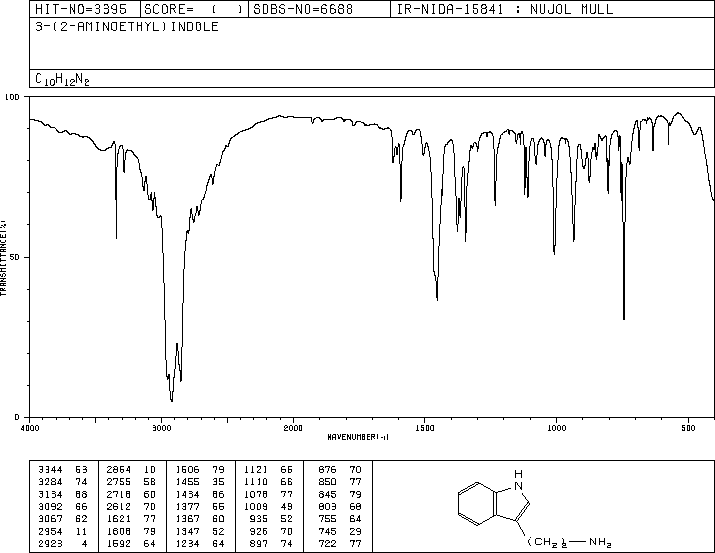 HIT-NO=3395 SCORE= ( ) SDBS-NO=6688 IR-NIDA-15841 : NUJOL MULL
3-(2-AMINOETHYL)INDOLE
C10H12N2
100
50
0
TRANSMITTANCE(%)
4000 3000 2000 1500 1000 500
WAVENUMBER(-1)
3344 53 2854 10 1606 79 1121 66 876 70
3284 74 2755 58 1455 35 1110 66 850 77
3134 68 2718 60 1434 66 1078 77 845 79
3092 66 2612 70 1377 55 1009 49 803 68
3067 62 1621 77 1367 60 935 52 755 64
2954 11 1608 79 1347 52 926 70 745 29
2923 4 1592 64 1234 64 897 74 722 77
H
N
(CH2)2—NH2